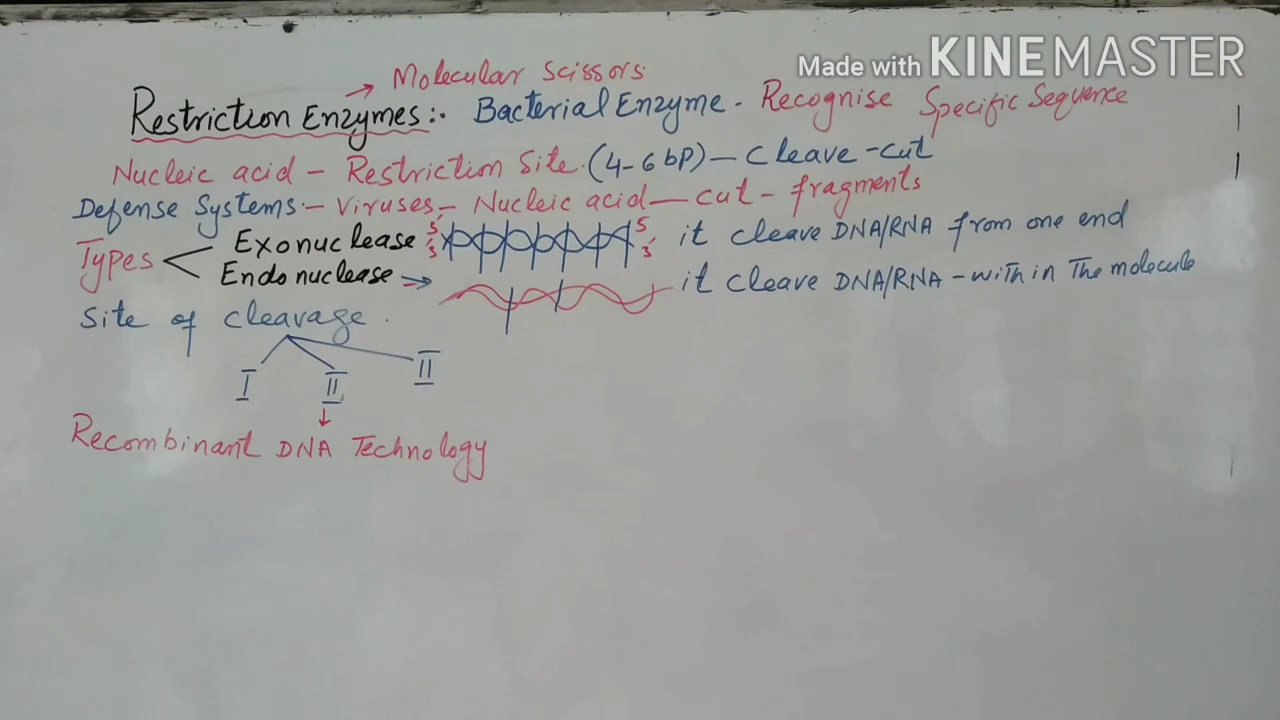 Made with KINEMASTER
→ Molecular Scissors
Restriction Enzymes:- Bacterial Enzyme - Recognise Specific Sequence
Nucleic acid - Restriction Site (4-6 bp) - Cleave - cut
Defense Systems - Viruses, - Nucleic acid - cut - fragments
Types
Exonuclease 5' 3' 5' 3' it cleave DNA/RNA from one end
Endonuclease → it cleave DNA/RNA - with in The molecule
Site of cleavage.
I II II
↓
Recombinant DNA Technology